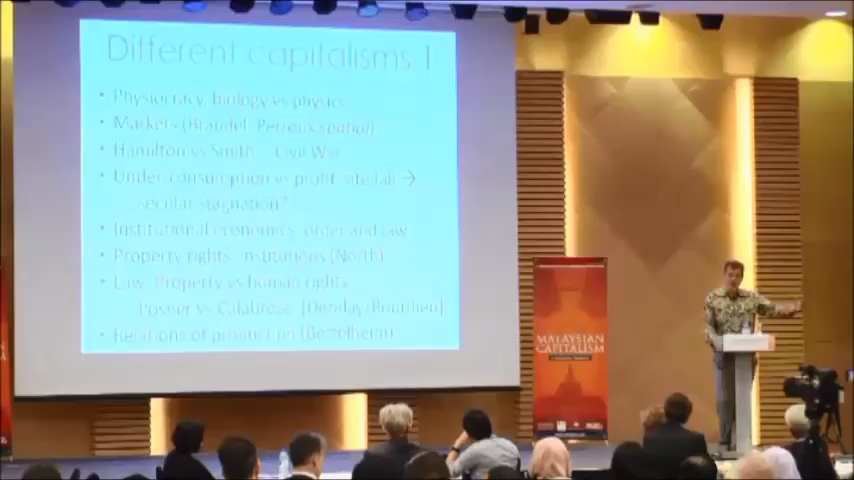 Different capitalisms 1
• Physiocracy, biology vs physics
• Markets (Braudel, Perroux spatial)
• Hamilton vs Smith Civil War
• Under-consumption vs profit rate fall →
secular stagnation?
• Institutional economics, order and law
• Property rights, institutions (North)
• Law: Property vs human rights
Posner vs Calabrese
• Relations of production (Bettelheim)
MALAYSIAN
CAPITALISM